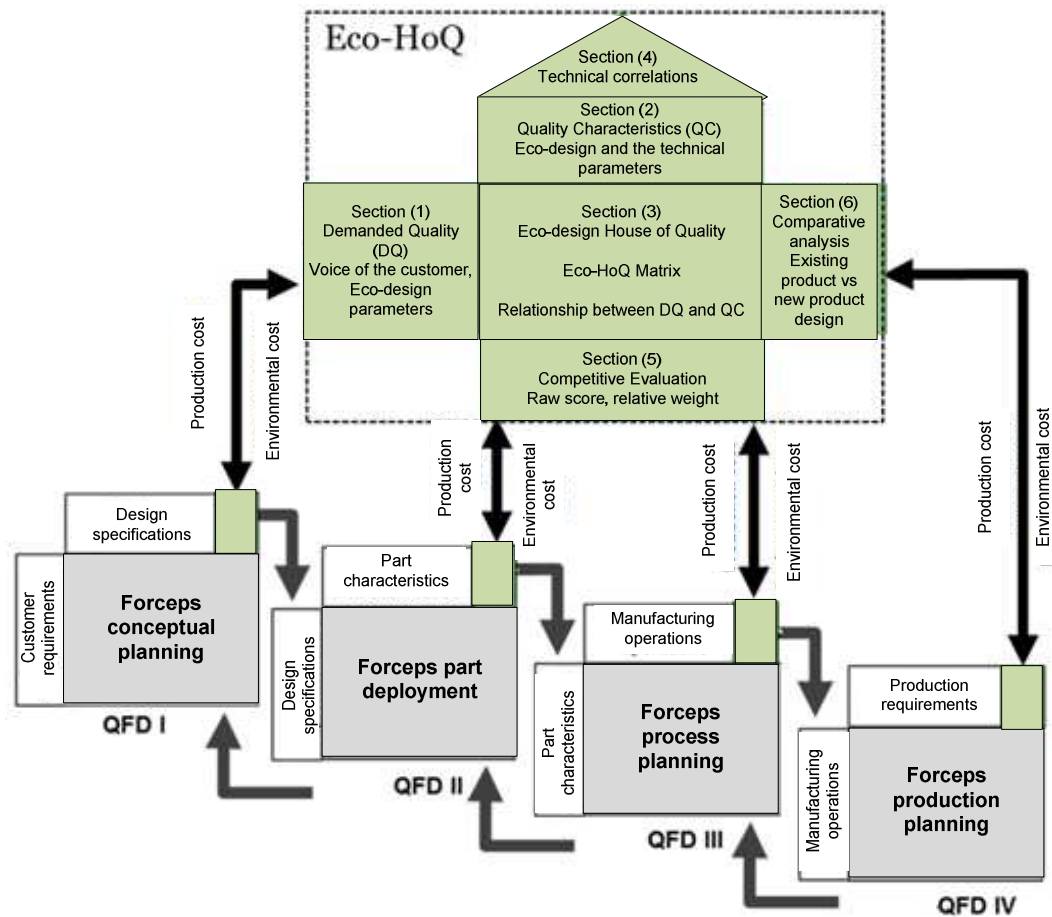 Eco-HoQ
Section (4)
Technical correlations
Section (2)
Quality Characteristics (QC)
Eco-design and the technical
parameters
Section (1)
Demanded Quality
(DQ)
Voice of the customer,
Eco-design
parameters
Section (3)
Eco-design House of Quality
Eco-HoQ Matrix
Relationship between DQ and QC
Section (6)
Comparative
analysis
Existing
product vs
new product
design
Section (5)
Competitive Evaluation
Raw score, relative weight
Production cost
Environmental cost
Production
cost
Environmental
cost
Production cost
Environmental cost
Production cost
Environmental cost
Design
specifications
Customer
requirements
Forceps
conceptual
planning
QFD I
Part
characteristics
Design
specifications
Forceps part
deployment
QFD II
Manufacturing
operations
Part
characteristics
Forceps
process
planning
QFD III
Production
requirements
Manufacturing
operations
Forceps
production
planning
QFD IV